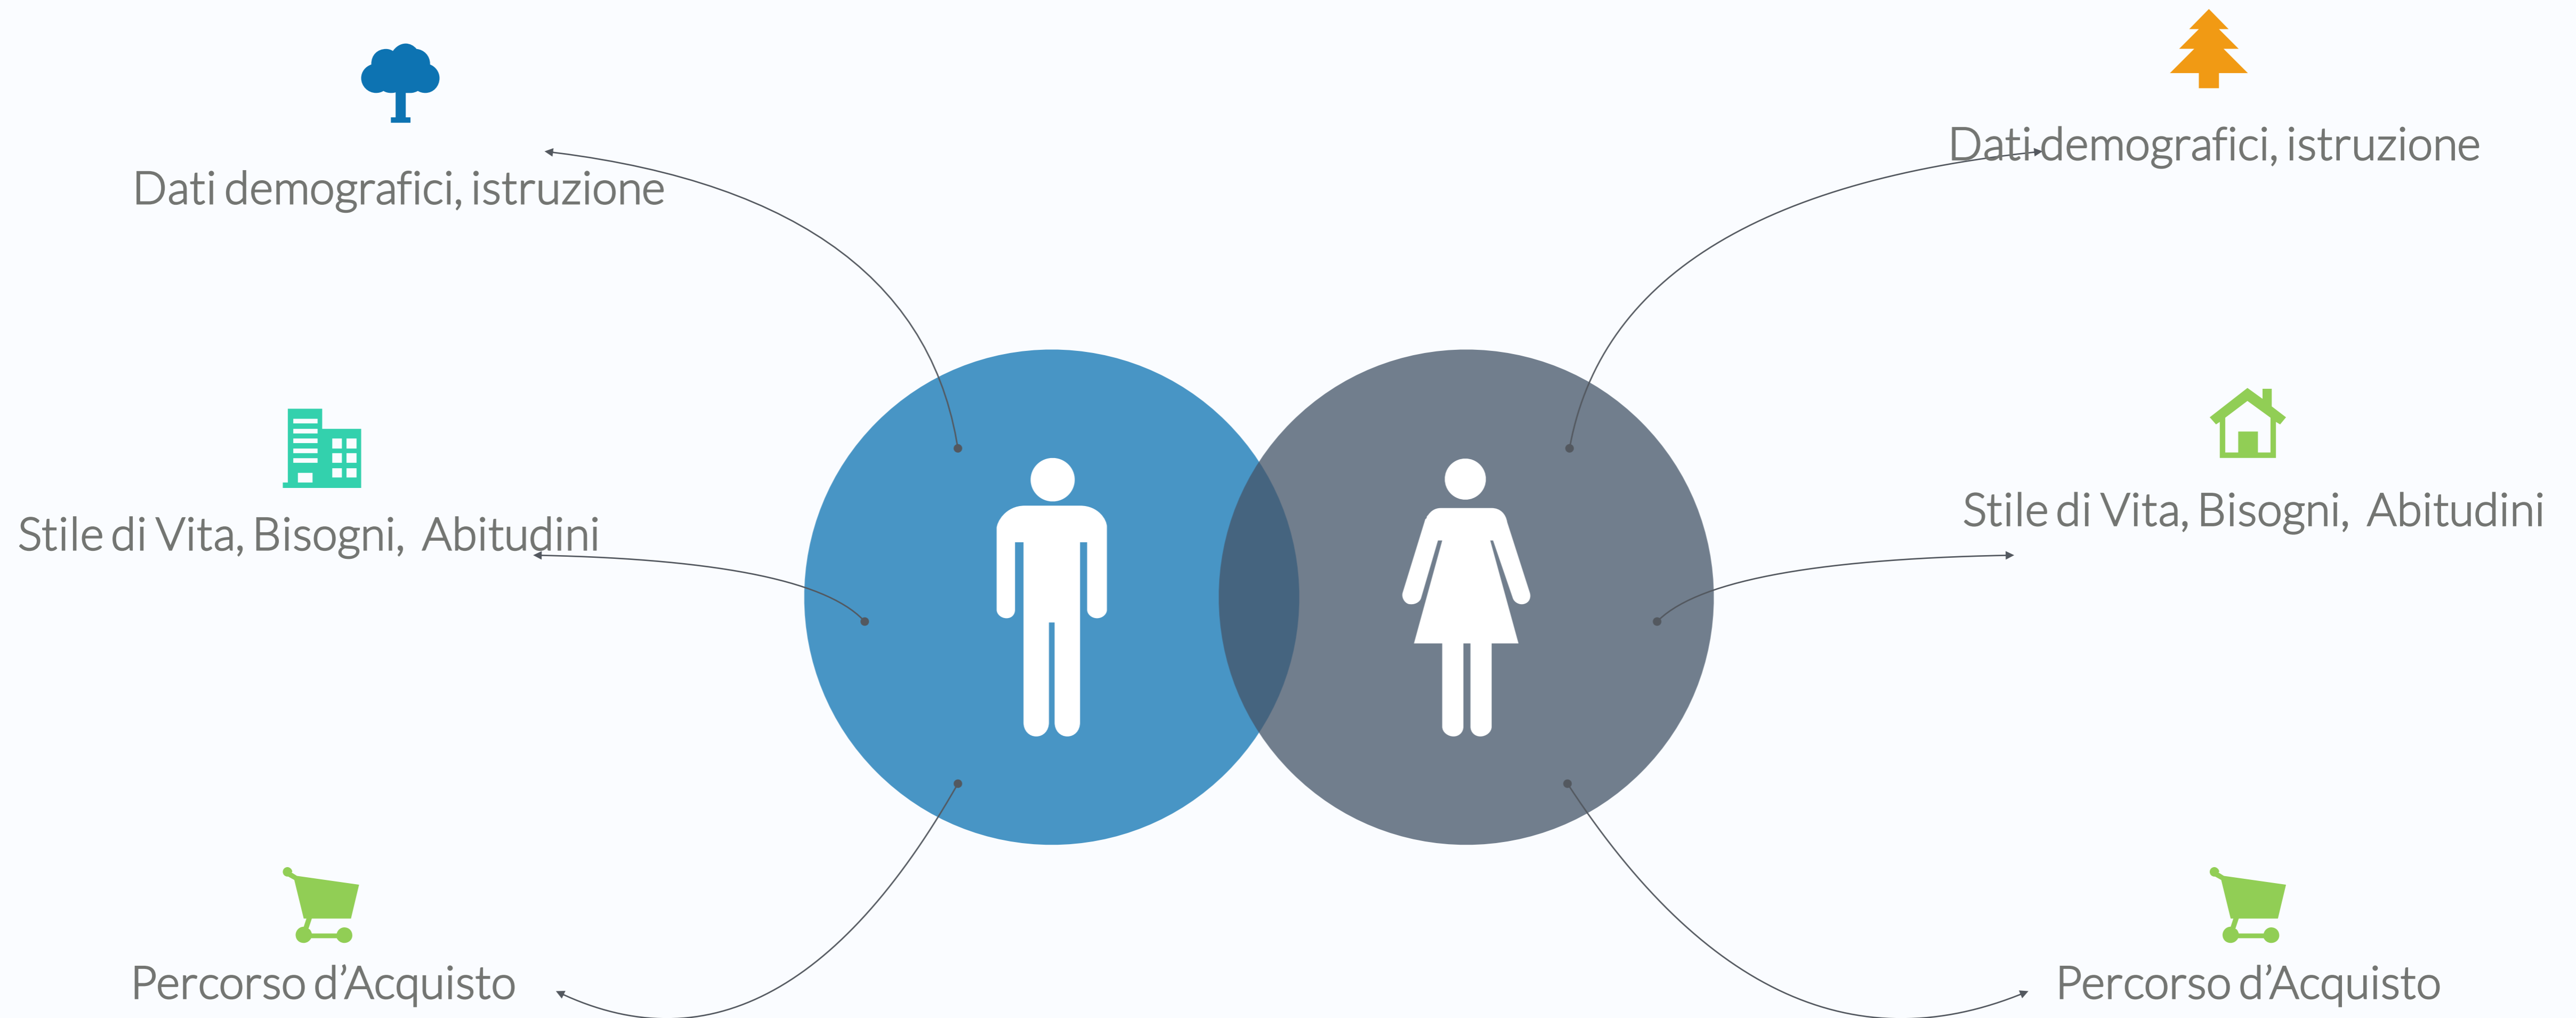 Dati demografici, istruzione
Dati demografici, istruzione
Stile di Vita, Bisogni, Abitudini
Stile di Vita, Bisogni, Abitudini
Percorso d’Acquisto
Percorso d’Acquisto